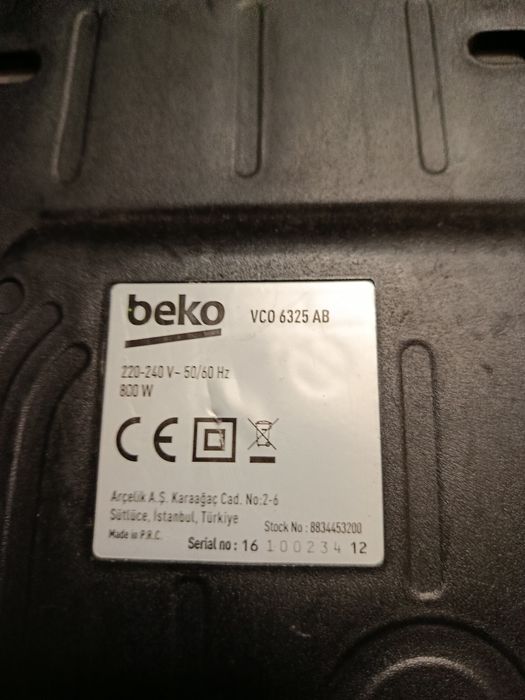 beko VCO 6325 AB
220-240 V~ 50/60 Hz
800 W
CE
Arçelik A.Ş. Karaağaç Cad. No:2-6
Sütlüce, İstanbul, Türkiye
Stock No : 8834453200
Made in P.R.C.
Serial no : 16 100234 12